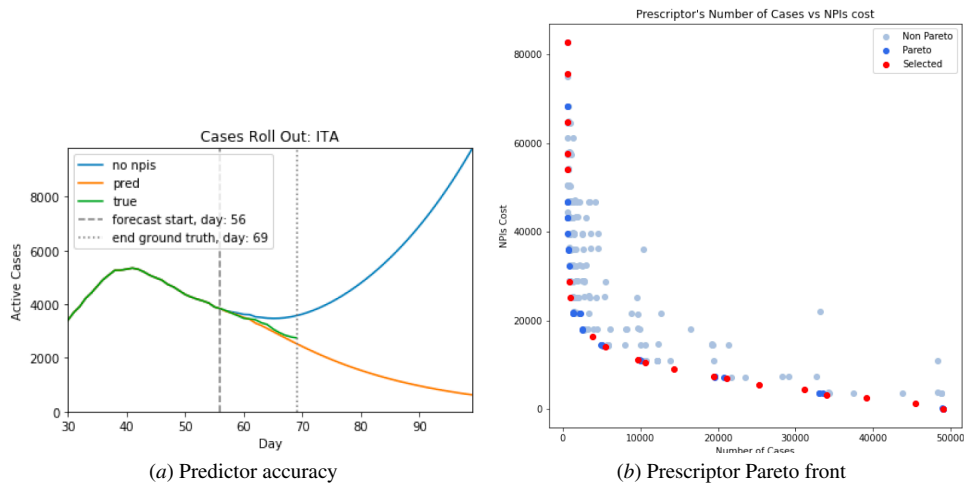 Cases Roll Out: ITA
no npis
pred
true
forecast start, day: 56
end ground truth, day: 69
8000
6000
4000
2000
0
Active Cases
30 40 50 60 70 80 90
Day
(a) Predictor accuracy
Prescriptor's Number of Cases vs NPIs cost
Non Pareto
Pareto
Selected
80000
60000
40000
20000
0
NPIs Cost
0 10000 20000 30000 40000 50000
Number of Cases
(b) Prescriptor Pareto front